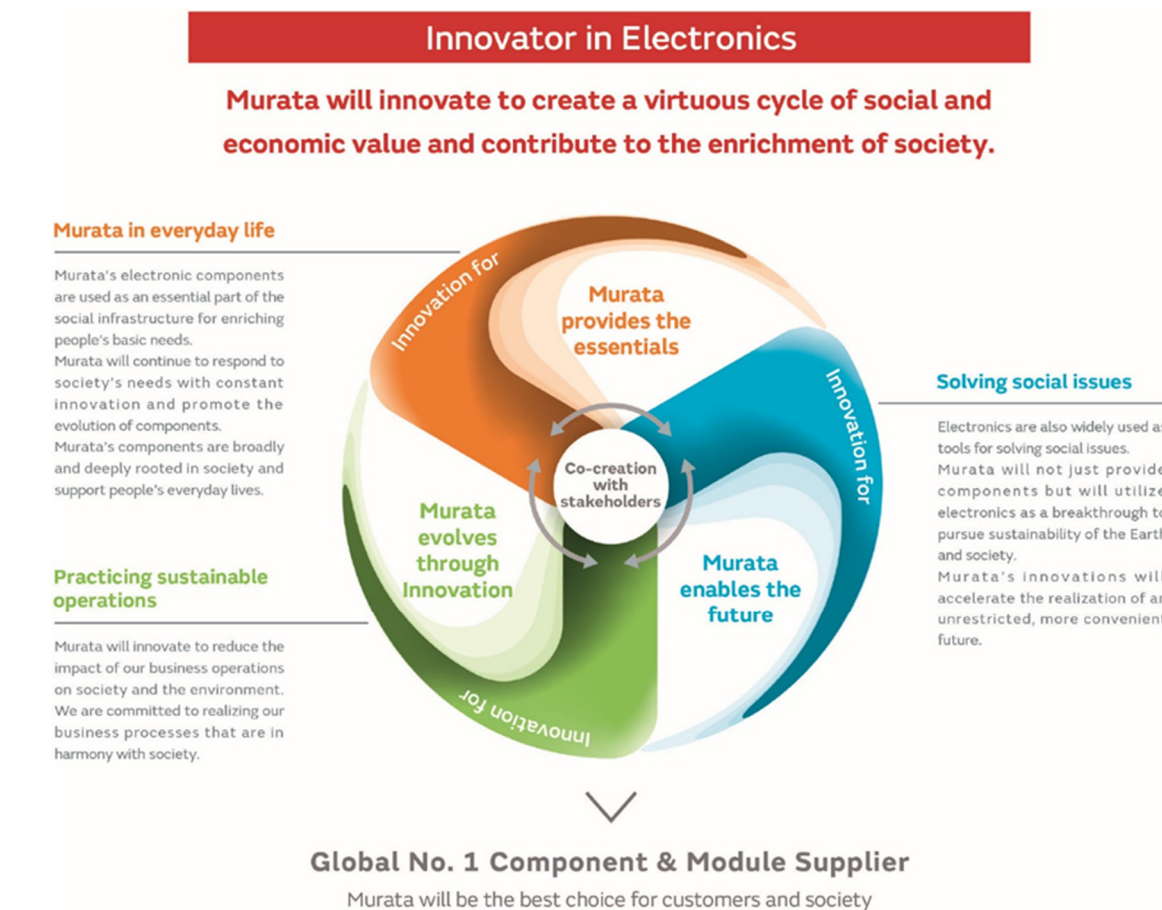 Innovator in Electronics
Murata will innovate to create a virtuous cycle of social and
economic value and contribute to the enrichment of society.
Murata in everyday life
Murata's electronic components
are used as an essential part of the
social infrastructure for enriching
people's basic needs.
Murata will continue to respond to
society's needs with constant
innovation and promote the
evolution of components.
Murata's components are broadly
and deeply rooted in society and
support people's everyday lives.
Innovation for
Murata
provides the
essentials
Solving social issues
Electronics are also widely used as
tools for solving social issues.
Murata will not just provide
components but will utilize
electronics as a breakthrough to
pursue sustainability of the Earth
and society.
Murata's innovations will
accelerate the realization of an
unrestricted, more convenient
future.
Innovation for
Murata
enables the
future
Co-creation
with
stakeholders
Murata
evolves
through
Innovation
Innovation for
Practicing sustainable
operations
Murata will innovate to reduce the
impact of our business operations
on society and the environment.
We are committed to realizing our
business processes that are in
harmony with society.
Global No. 1 Component & Module Supplier
Murata will be the best choice for customers and society